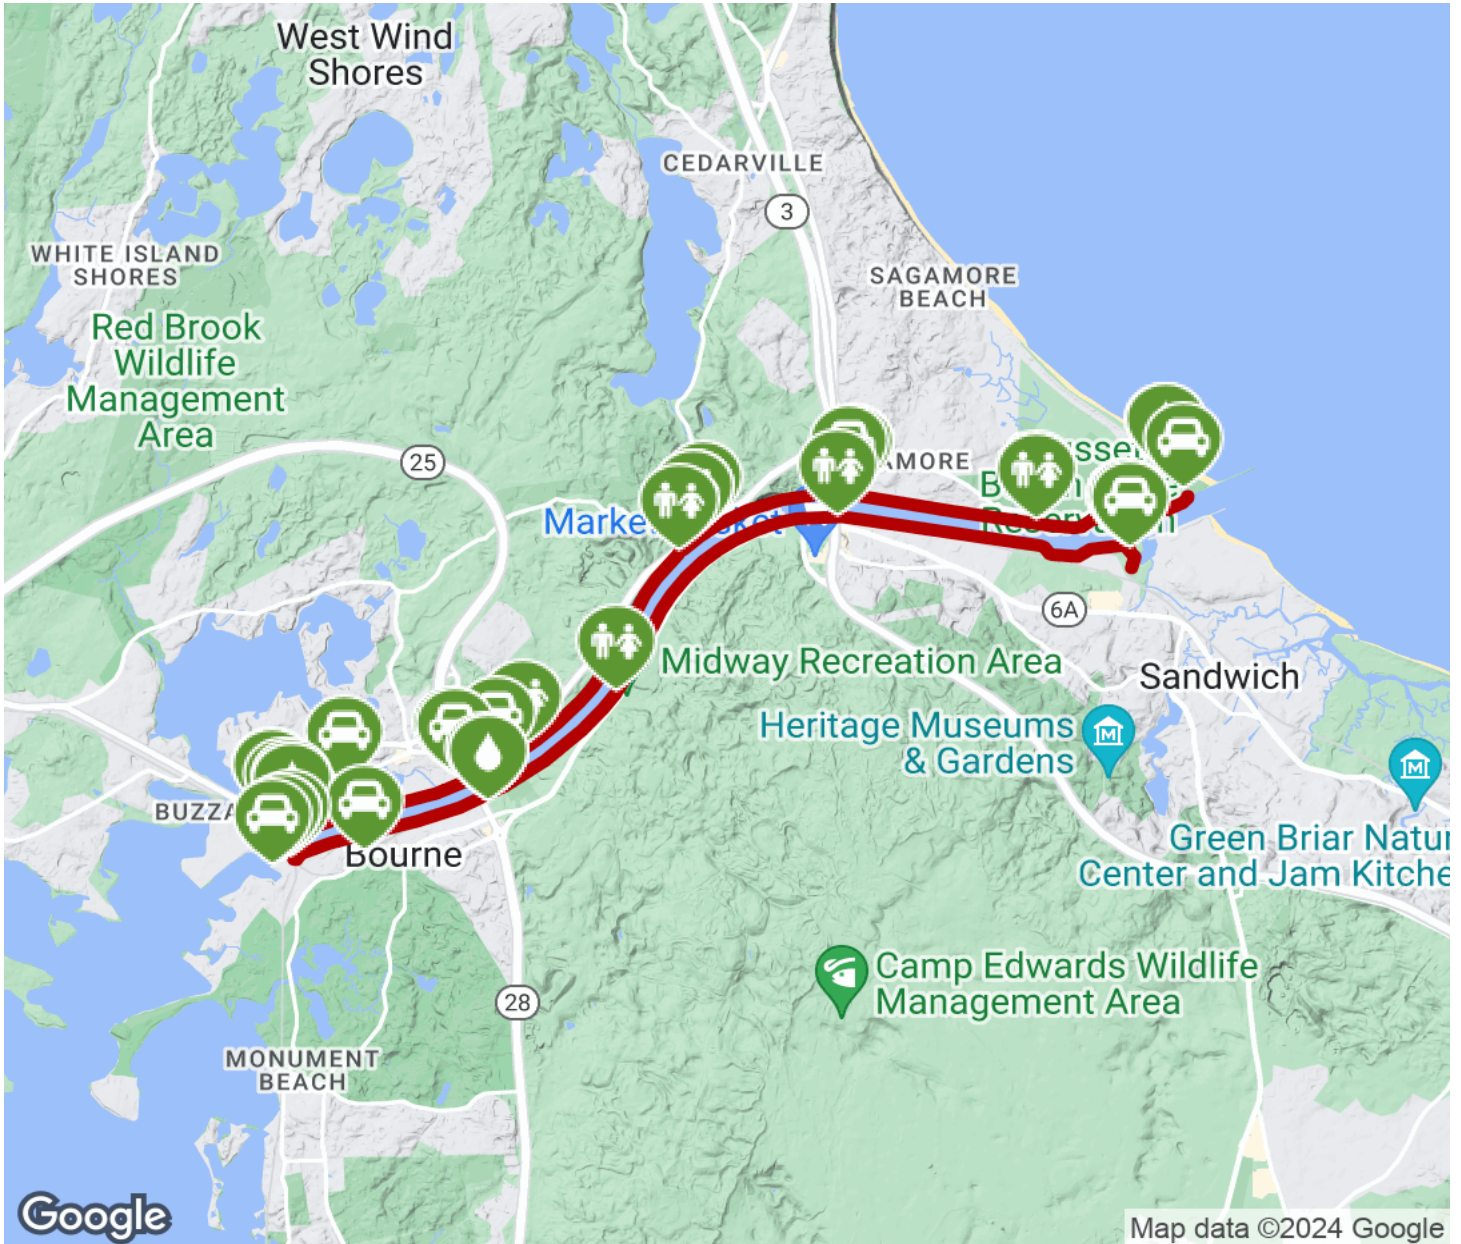 West Wind
Shores
CEDARVILLE
3
WHITE ISLAND
SHORES
SAGAMORE
BEACH
Red Brook
Wildlife
Management
Area
25
6A
Midway Recreation Area
Sandwich
Heritage Museums
& Gardens
BUZZA
Bourne
Green Briar Natur
Center and Jam Kitche
Camp Edwards Wildlife
Management Area
28
MONUMENT
BEACH
Google
Map data ©2024 Google